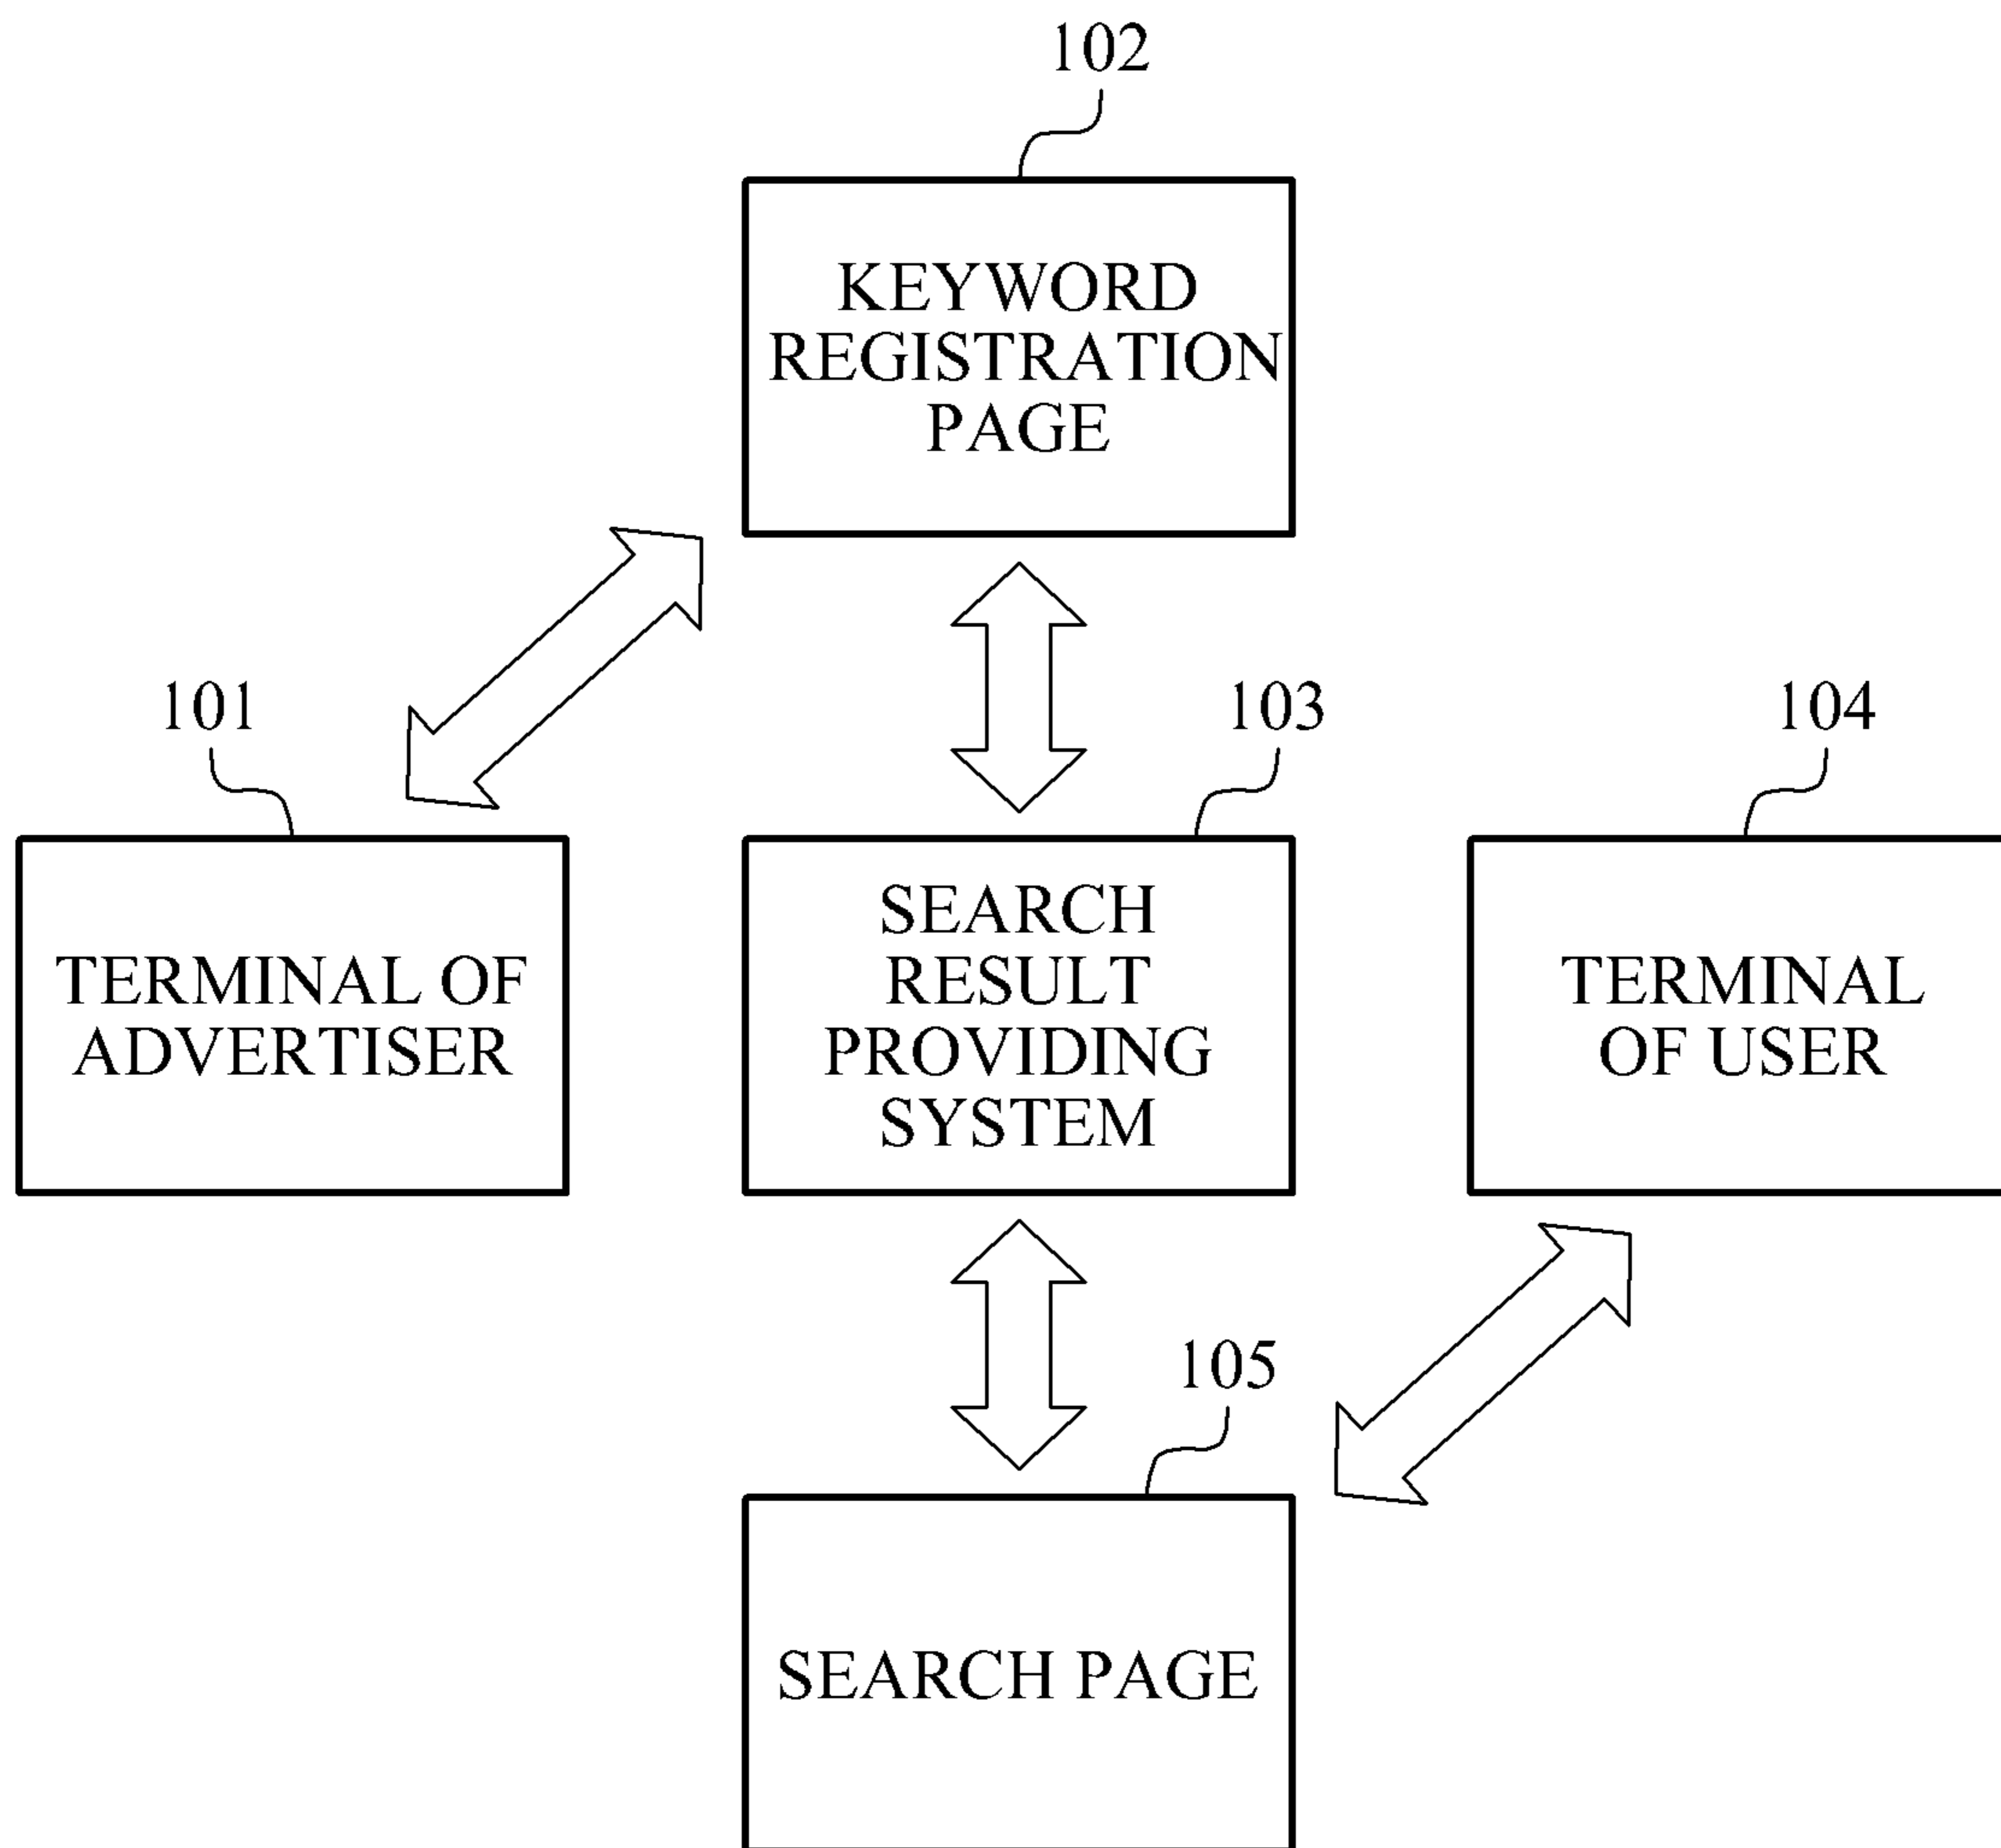 102
KEYWORD
REGISTRATION
PAGE
101
103
104
TERMINAL OF
ADVERTISER
SEARCH
RESULT
PROVIDING
SYSTEM
TERMINAL
OF USER
105
SEARCH PAGE